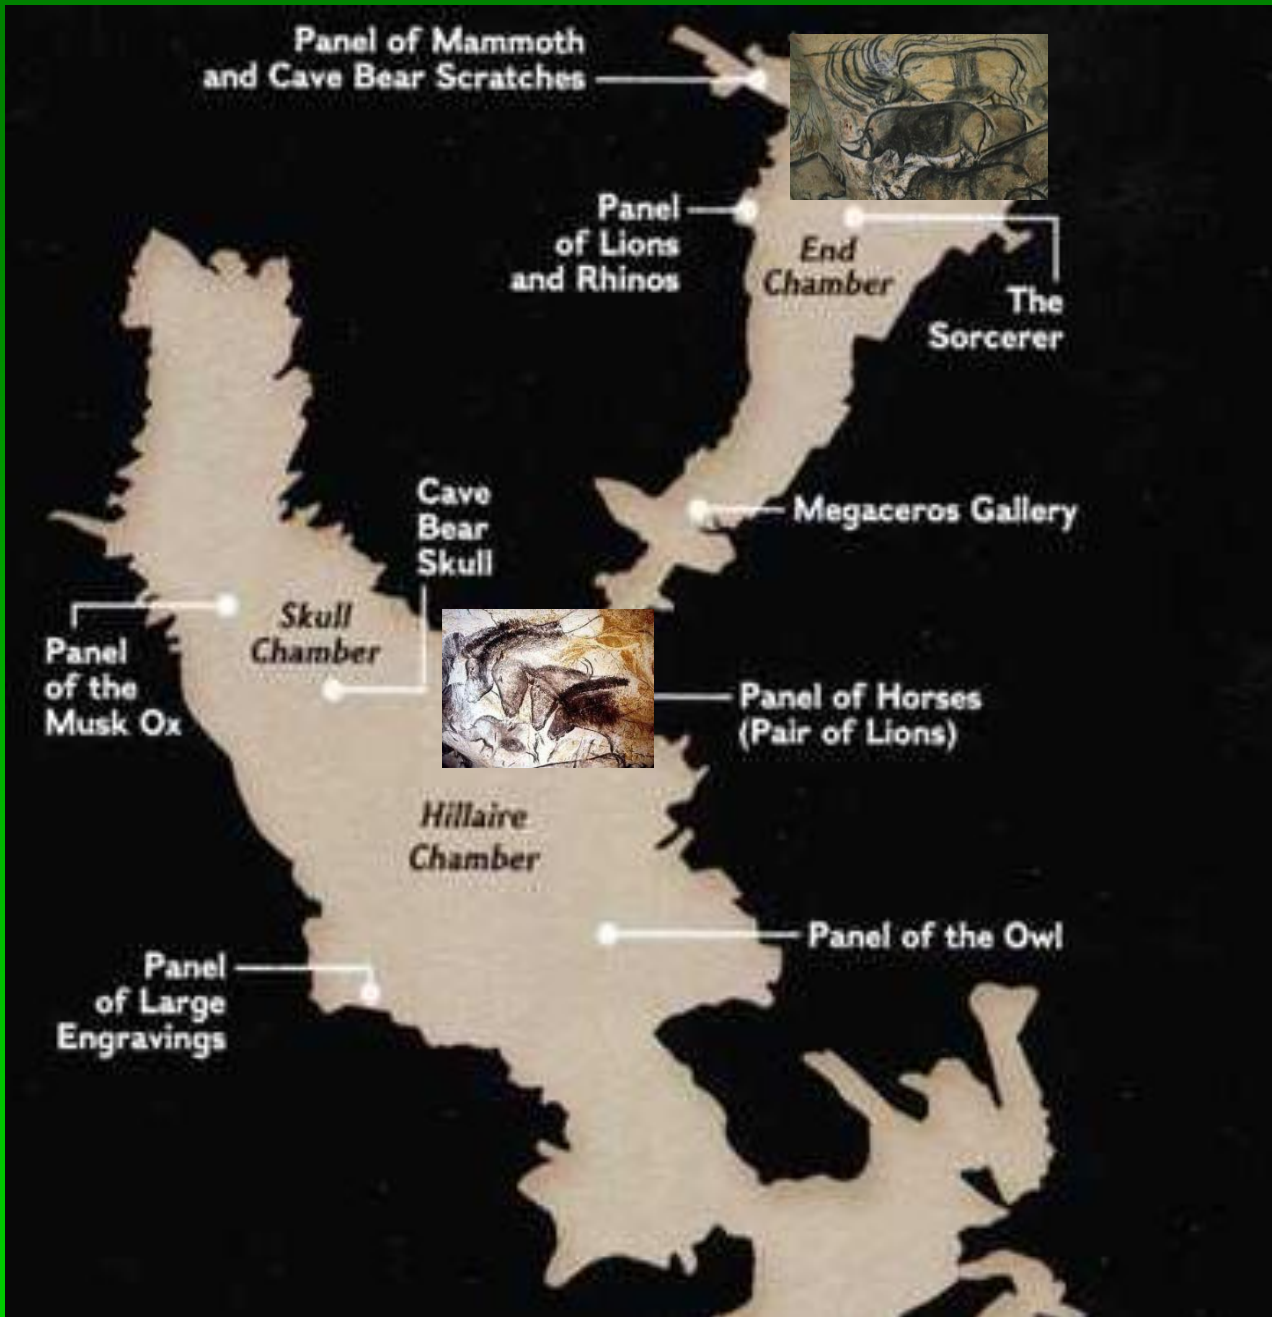 Panel of Mammoth
and Cave Bear Scratches
Panel
of Lions
and Rhinos
End
Chamber
The
Sorcerer
Cave
Bear
Skull
Megaceros Gallery
Skull
Chamber
Panel
of the
Musk Ox
Panel of Horses
(Pair of Lions)
Hillaire
Chamber
Panel of the Owl
Panel
of Large
Engravings